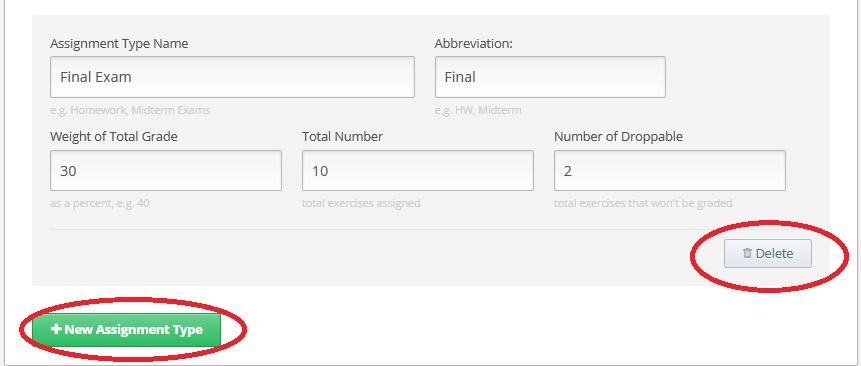 Assignment Type Name Abbreviation:
Final Exam Final
e.g. Homework, Midterm Exams e.g. HW, Midterm
Weight of Total Grade Total Number Number of Droppable
30 10 2
as a percent, e.g. 40 total exercises assigned total exercises that won't be graded
Delete
+ New Assignment Type